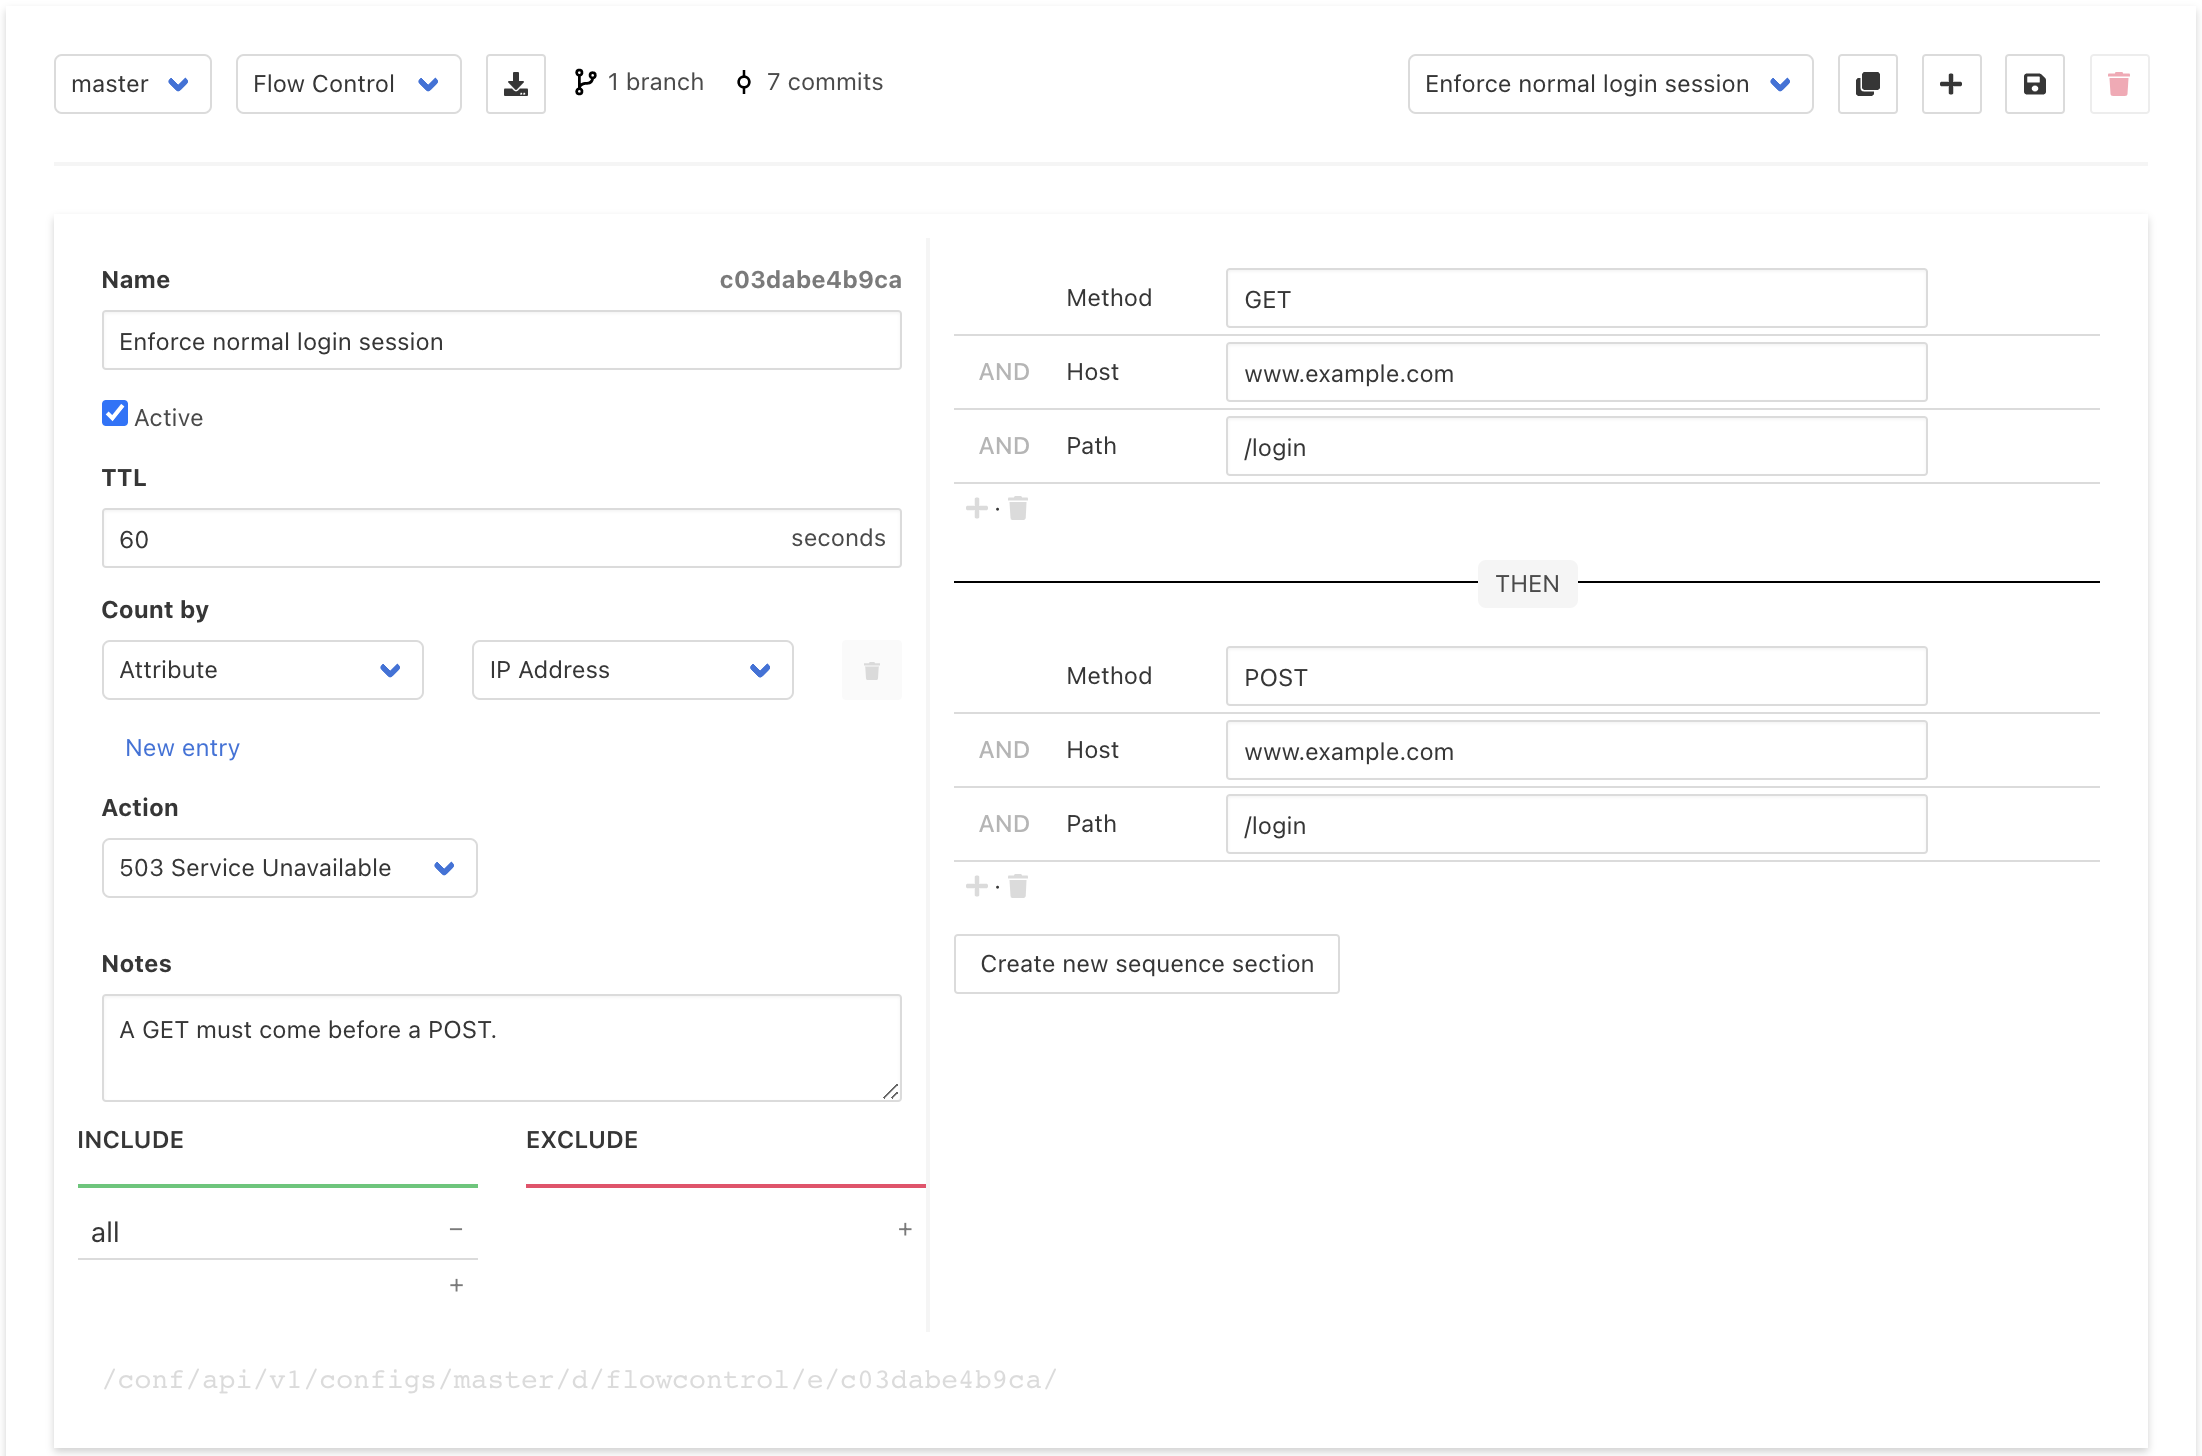 master
Flow Control
1 branch
7 commits
Enforce normal login session
Name
c03dabe4b9ca
Enforce normal login session
Active
TTL
60
seconds
Count by
Attribute
IP Address
New entry
Action
503 Service Unavailable
Notes
A GET must come before a POST.
INCLUDE
EXCLUDE
all
−
+
+
Method
GET
AND
Host
www.example.com
AND
Path
/login
THEN
Method
POST
AND
Host
www.example.com
AND
Path
/login
Create new sequence section
/conf/api/v1/configs/master/d/flowcontrol/e/c03dabe4b9ca/